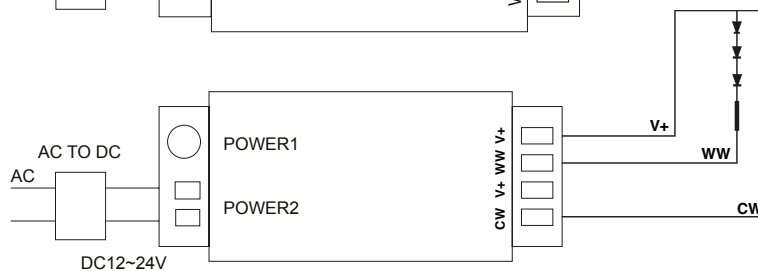 POWER1
V+
WW V+
AC TO DC
WW
AC
CW V+
POWER2
CW
DC12~24V